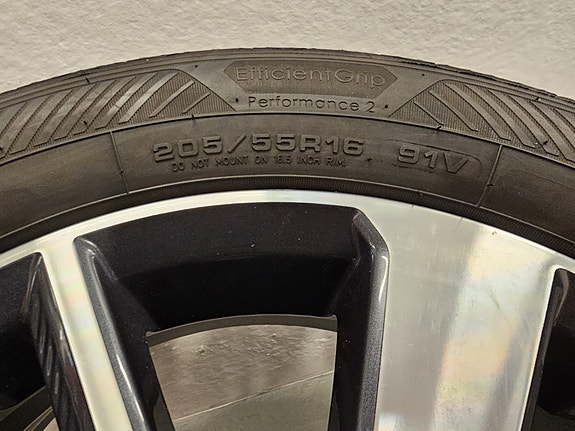 EfficientGrip
Performance 2
205/55R16 91V
DO NOT MOUNT ON 16.5 INCH RIM.